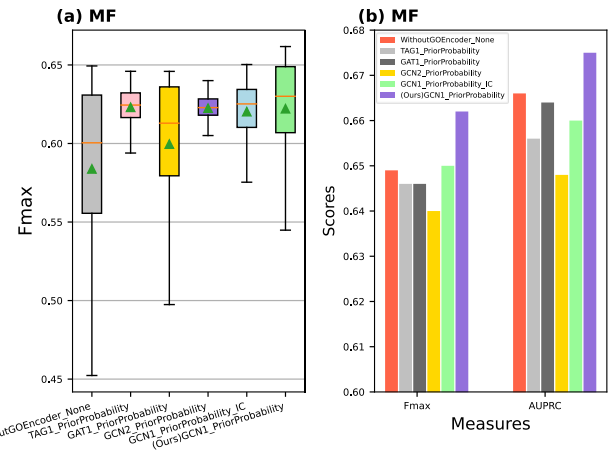 (a) MF
Fmax
0.65
0.60
0.55
0.50
0.45
TAG1_PriorProbability
GAT1_PriorProbability
GCN2_PriorProbability
GCN1_PriorProbability_IC
(Ours)GCN1_PriorProbability
(b) MF
WithoutGOEncoder_None
TAG1_PriorProbability
GAT1_PriorProbability
GCN2_PriorProbability
GCN1_PriorProbability_IC
(Ours)GCN1_PriorProbability
Scores
0.68
0.67
0.66
0.65
0.64
0.63
0.62
0.61
0.60
Fmax
AUPRC
Measures